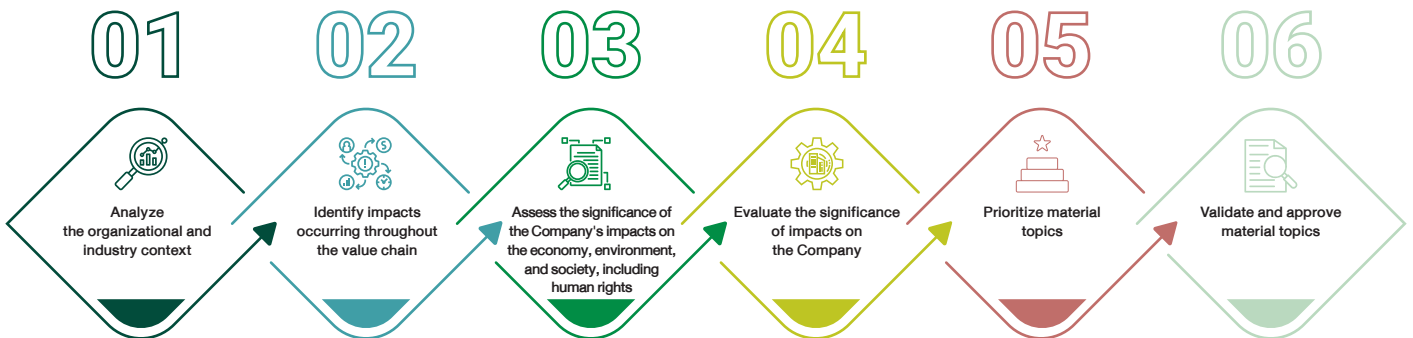 01
02
03
04
05
06
Analyze
the organizational and
industry context
Identify impacts
occurring throughout
the value chain
Assess the significance of
the Company's impacts on
the economy, environment,
and society, including
human rights
Evaluate the significance
of impacts on
the Company
Prioritize material
topics
Validate and approve
material topics